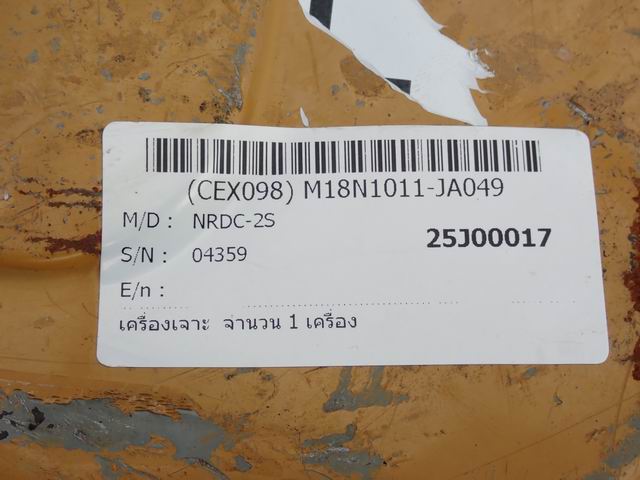 (CEX098) M18N1011-JA049
M/D : NRDC-2S
25J00017
S/N : 04359
E/n :
เครื่องเจาะ จำนวน 1 เครื่อง